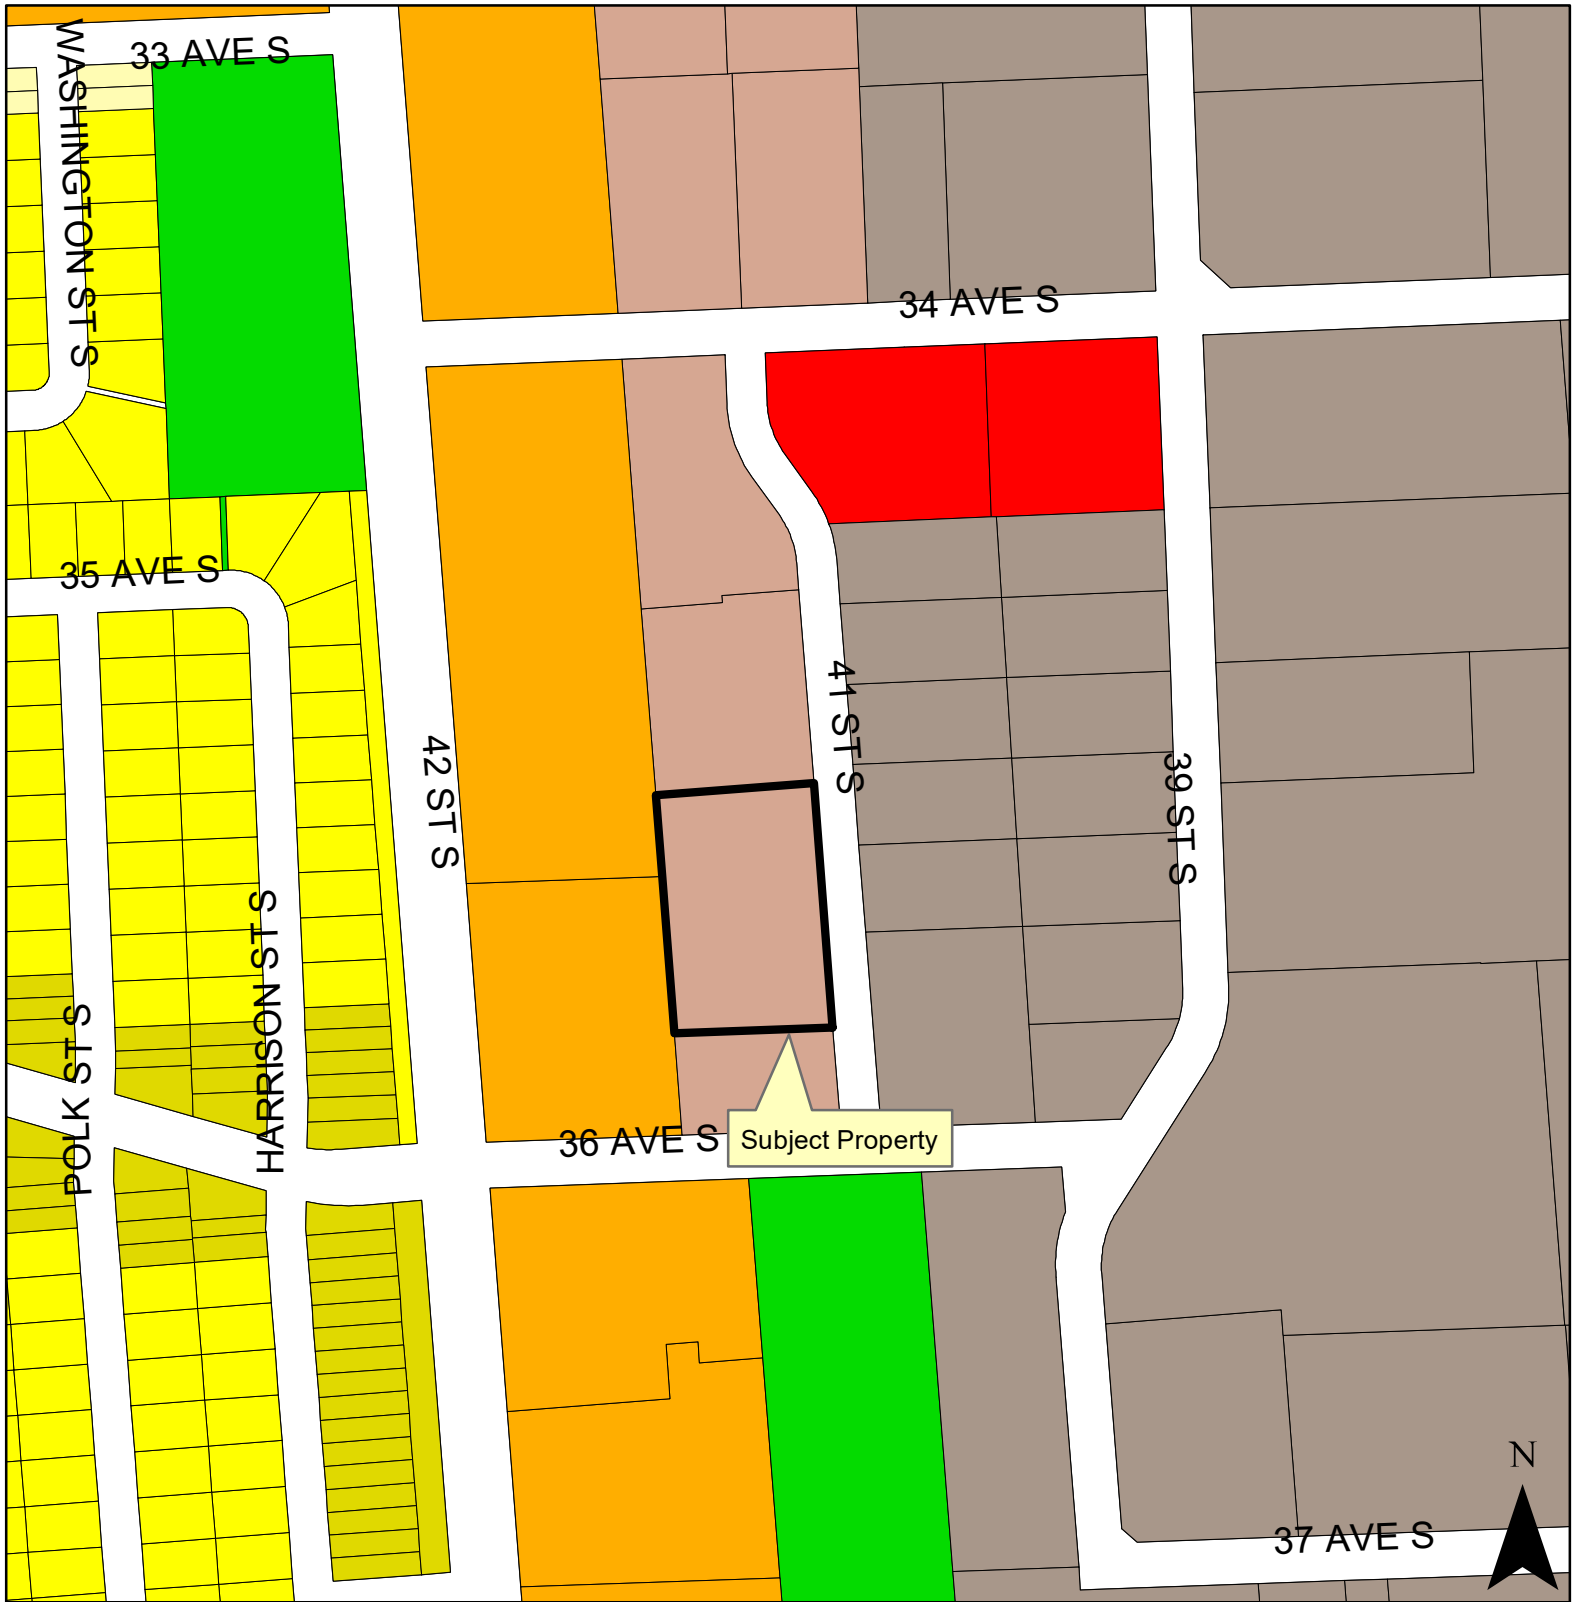 33 AVE S
WASHINGTON ST S
34 AVE S
35 AVE S
41 ST S
42 ST S
39 ST S
HARRISON ST S
POLK ST S
36 AVE S
Subject Property
N
37 AVE S